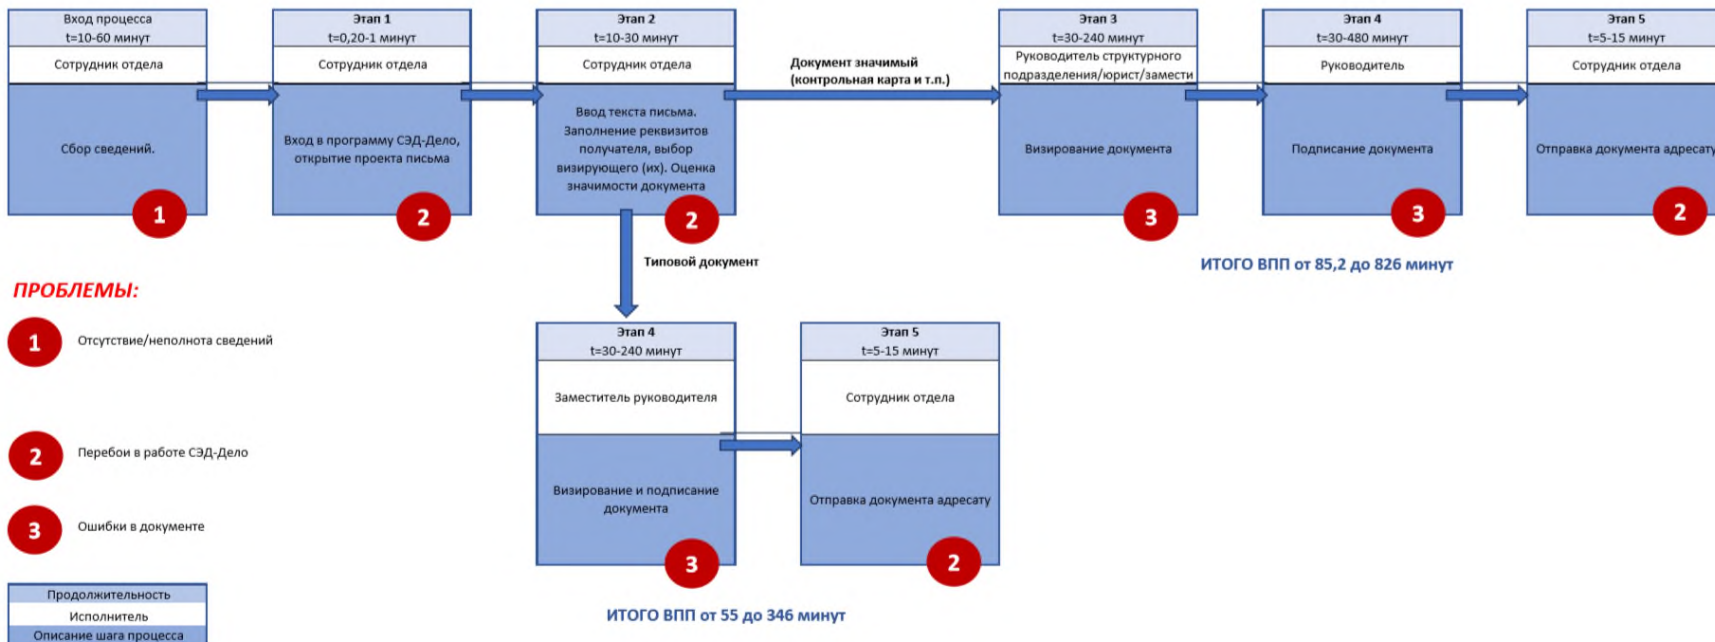 Вход процесса
t=10-60 минут
Сотрудник отдела
Сбор сведений.
1
Этап 1
t=0,20-1 минут
Сотрудник отдела
Вход в программу СЭД-Дело,
открытие проекта письма
2
Этап 2
t=10-30 минут
Сотрудник отдела
Ввод текста письма.
Заполнение реквизитов
получателя, выбор
визирующего (их). Оценка
значимости документа
2
Документ значимый
(контрольная карта и т.п.)
Этап 3
t=30-240 минут
Руководитель структурного
подразделения/юрист/замести
Визирование документа
3
Этап 4
t=30-480 минут
Руководитель
Подписание документа
3
Этап 5
t=5-15 минут
Сотрудник отдела
Отправка документа адресату
2
ИТОГО ВПП от 85,2 до 826 минут
Типовой документ
Этап 4
t=30-240 минут
Заместитель руководителя
Визирование и подписание
документа
3
Этап 5
t=5-15 минут
Сотрудник отдела
Отправка документа адресату
2
ИТОГО ВПП от 55 до 346 минут
ПРОБЛЕМЫ:
1
Отсутствие/неполнота сведений
2
Перебои в работе СЭД-Дело
3
Ошибки в документе
Продолжительность
Исполнитель
Описание шага процесса